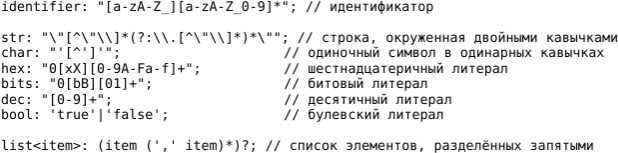 identifier: "[a-zA-Z_][a-zA-Z_0-9]*"; // идентификатор
str: "\"[^\"\\]*(?:\\.[^\"\\]*)*\""; // строка, окруженная двойными кавычками
char: "'[^']'"; // одиночный символ в одинарных кавычках
hex: "0[xX][0-9A-Fa-f]+"; // шестнадцатеричный литерал
bits: "0[bB][01]+"; // битовый литерал
dec: "[0-9]+"; // десятичный литерал
bool: 'true'|'false'; // булевский литерал
list<item>: (item (',' item)*)?; // список элементов, разделённых запятыми